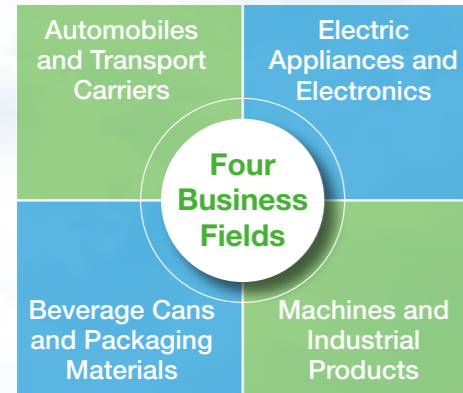 Automobiles
and Transport
Carriers
Electric
Appliances and
Electronics
Four
Business
Fields
Beverage Cans
and Packaging
Materials
Machines and
Industrial
Products